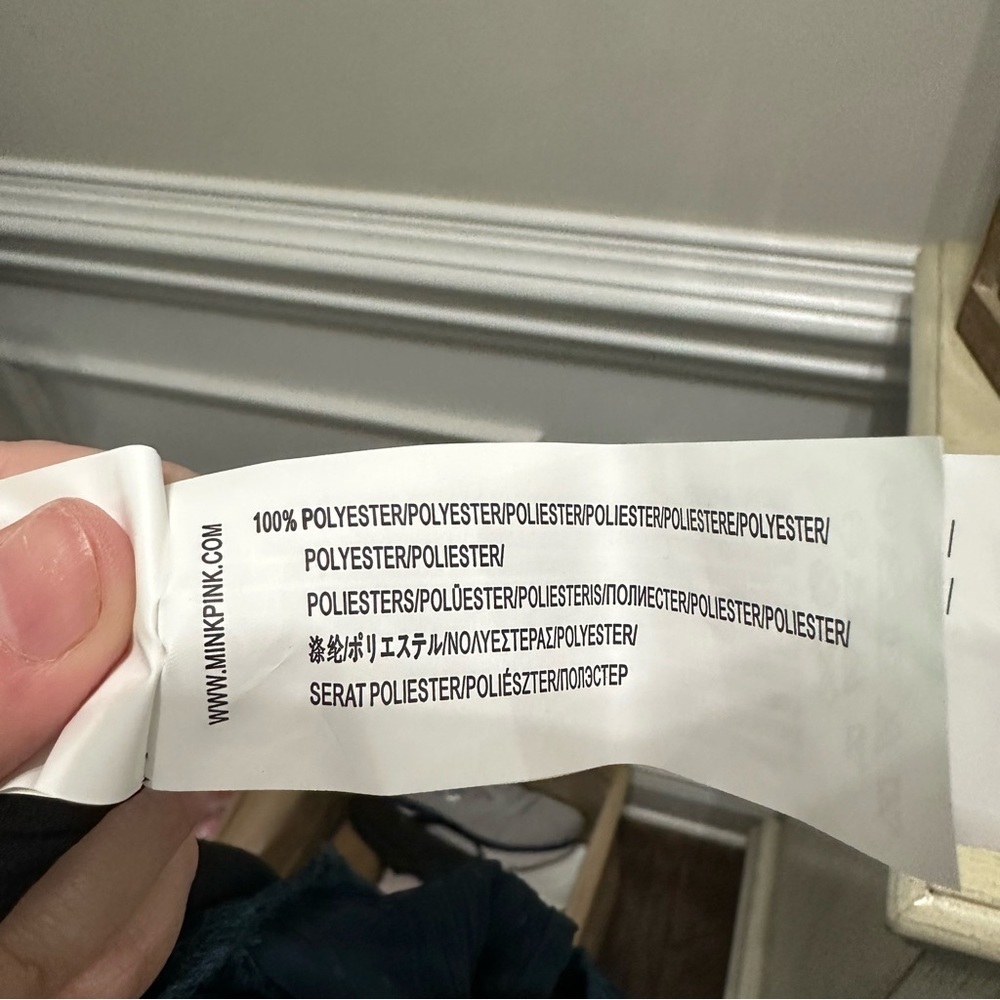 WWW.MINKPINK.COM
100% POLYESTER/POLYESTER/POLIESTER/POLIESTER/POLIESTERE/POLYESTER/
POLYESTER/POLIESTER/
POLIESTERS/POLÜESTER/POLIESTERIS/ПОЛИЕСТЕР/POLIESTER/POLIESTER/
涤纶/ポリエステル/ΝΟΛΥΕΣΤΕΡΑΣ/POLYESTER/
SERAT POLIESTER/POLIÉSZTER/ПОЛЭСТЕР